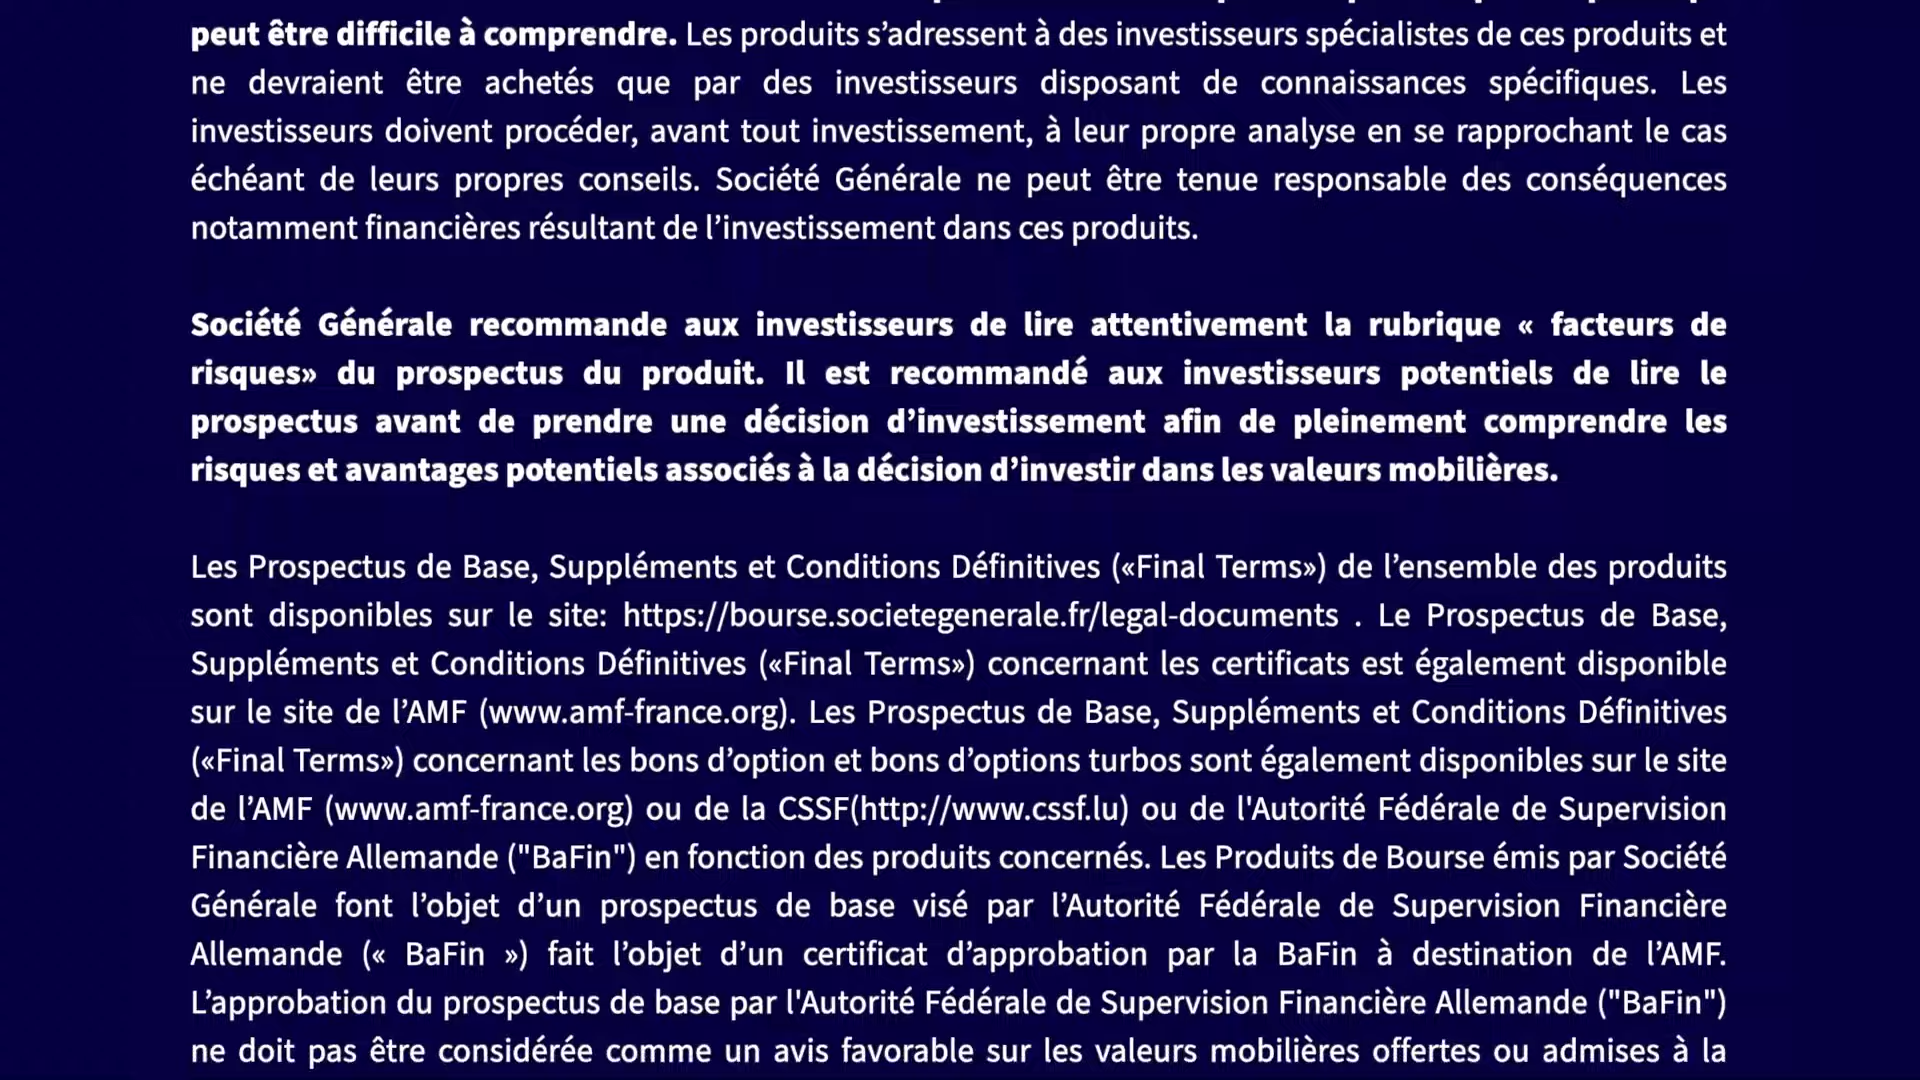 peut être difficile à comprendre. Les produits s’adressent à des investisseurs spécialistes de ces produits et
ne devraient être achetés que par des investisseurs disposant de connaissances spécifiques. Les
investisseurs doivent procéder, avant tout investissement, à leur propre analyse en se rapprochant le cas
échéant de leurs propres conseils. Société Générale ne peut être tenue responsable des conséquences
notamment financières résultant de l’investissement dans ces produits.
Société Générale recommande aux investisseurs de lire attentivement la rubrique « facteurs de
risques» du prospectus du produit. Il est recommandé aux investisseurs potentiels de lire le
prospectus avant de prendre une décision d’investissement afin de pleinement comprendre les
risques et avantages potentiels associés à la décision d’investir dans les valeurs mobilières.
Les Prospectus de Base, Suppléments et Conditions Définitives («Final Terms») de l’ensemble des produits
sont disponibles sur le site: https://bourse.societegenerale.fr/legal-documents . Le Prospectus de Base,
Suppléments et Conditions Définitives («Final Terms») concernant les certificats est également disponible
sur le site de l’AMF (www.amf-france.org). Les Prospectus de Base, Suppléments et Conditions Définitives
(«Final Terms») concernant les bons d’option et bons d’options turbos sont également disponibles sur le site
de l’AMF (www.amf-france.org) ou de la CSSF(http://www.cssf.lu) ou de l'Autorité Fédérale de Supervision
Financière Allemande ("BaFin") en fonction des produits concernés. Les Produits de Bourse émis par Société
Générale font l’objet d’un prospectus de base visé par l’Autorité Fédérale de Supervision Financière
Allemande (« BaFin ») fait l’objet d’un certificat d’approbation par la BaFin à destination de l’AMF.
L’approbation du prospectus de base par l'Autorité Fédérale de Supervision Financière Allemande ("BaFin")
ne doit pas être considérée comme un avis favorable sur les valeurs mobilières offertes ou admises à la